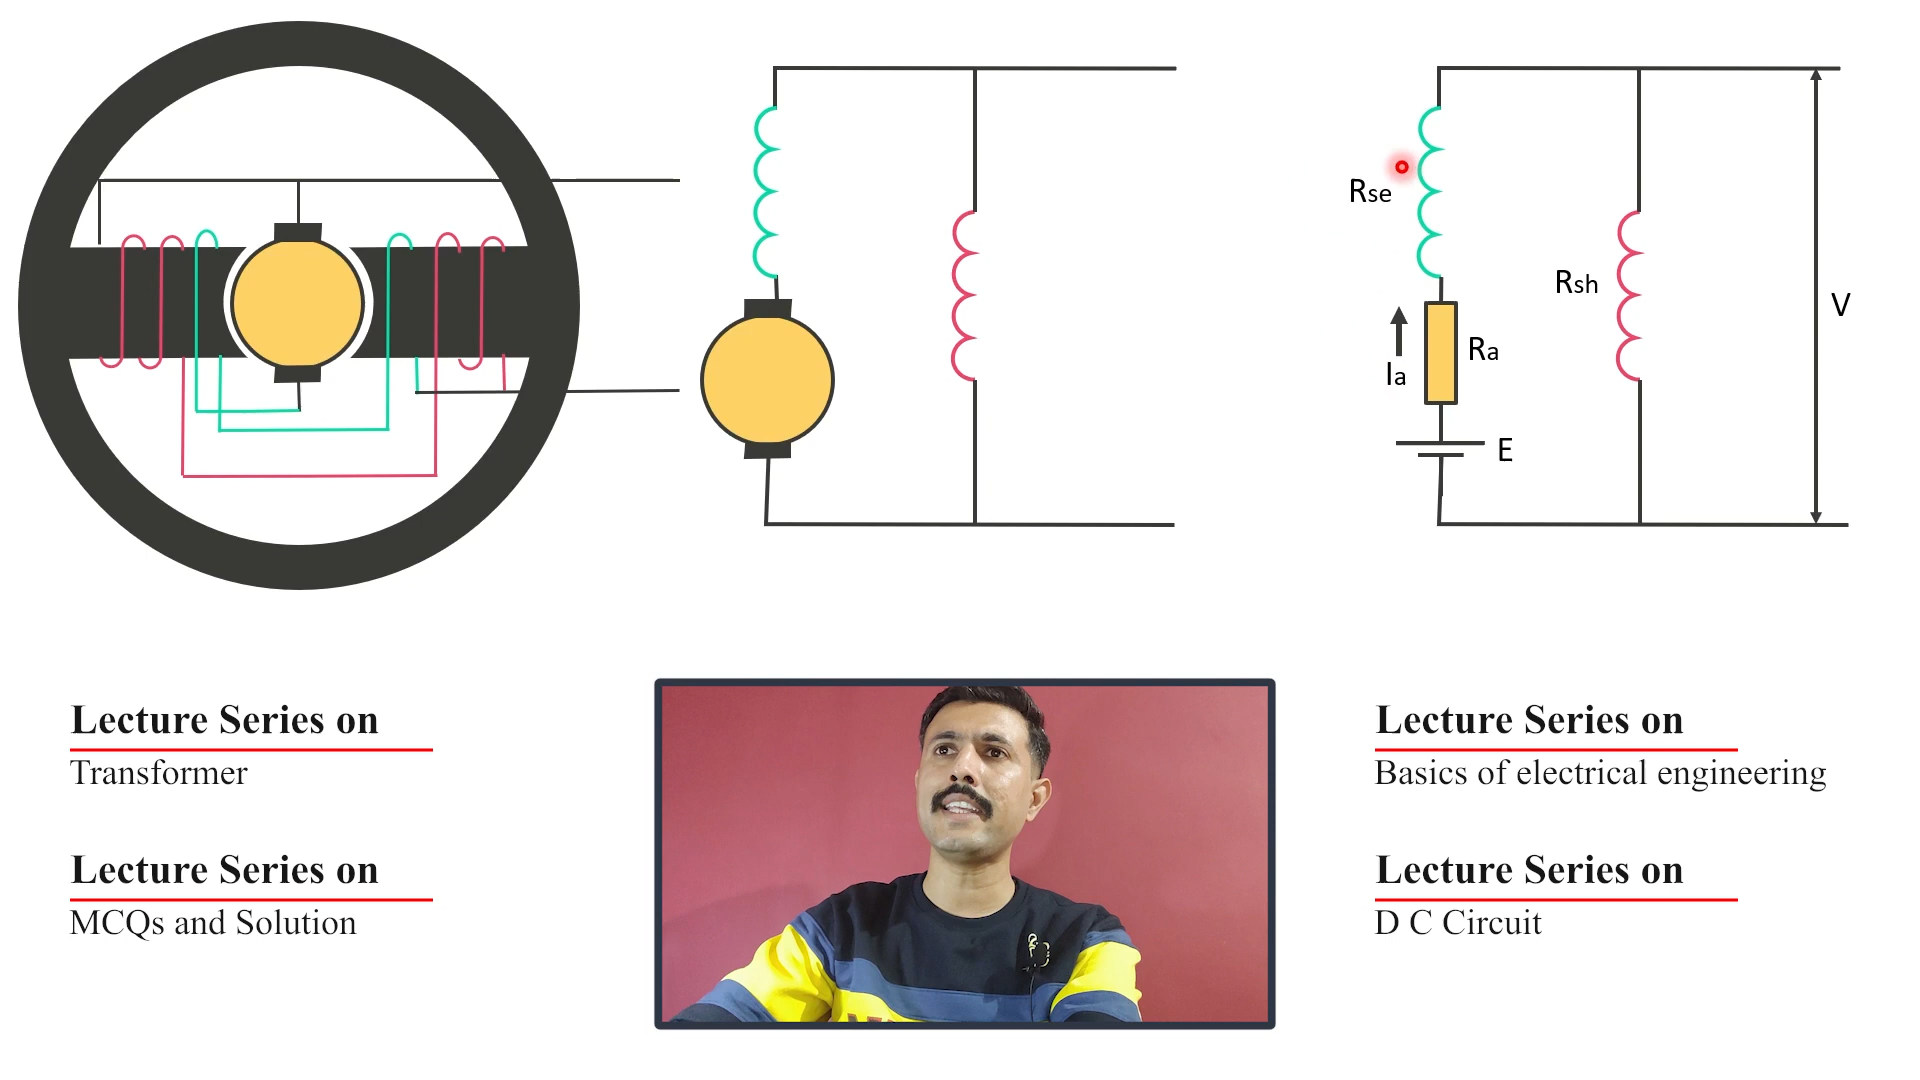 Rse
Rsh
V
Ra
Ia
E
Lecture Series on
Transformer
Lecture Series on
MCQs and Solution
Lecture Series on
Basics of electrical engineering
Lecture Series on
D C Circuit